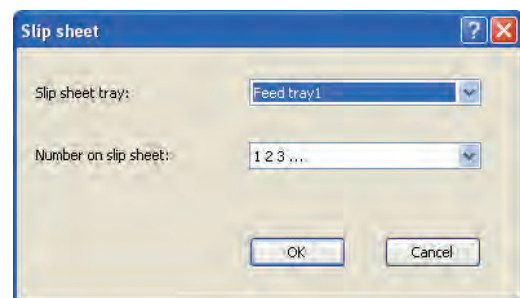 Slip sheet
Slip sheet tray: Feed tray1
Number on slip sheet: 1 2 3 ...
OK Cancel